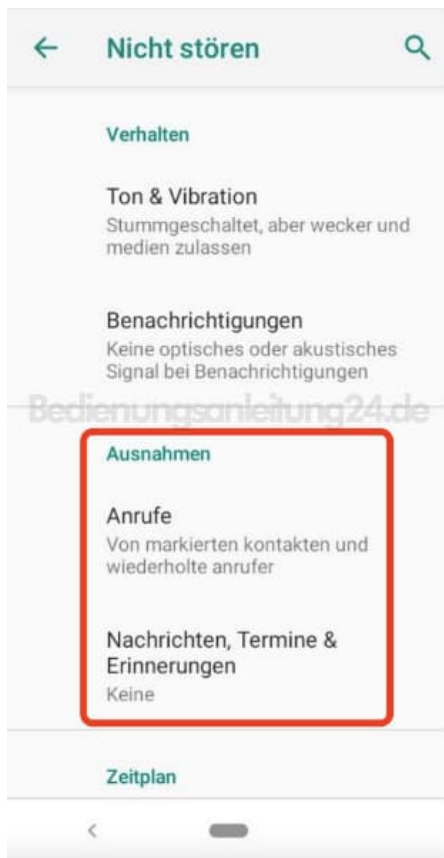 Nicht stören
Verhalten
Ton & Vibration
Stummgeschaltet, aber wecker und
medien zulassen
Benachrichtigungen
Keine optisches oder akustisches
Signal bei Benachrichtigungen
Bedienungsanleitung24.de
Ausnahmen
Anrufe
Von markierten kontakten und
wiederholte anrufer
Nachrichten, Termine &
Erinnerungen
Keine
Zeitplan